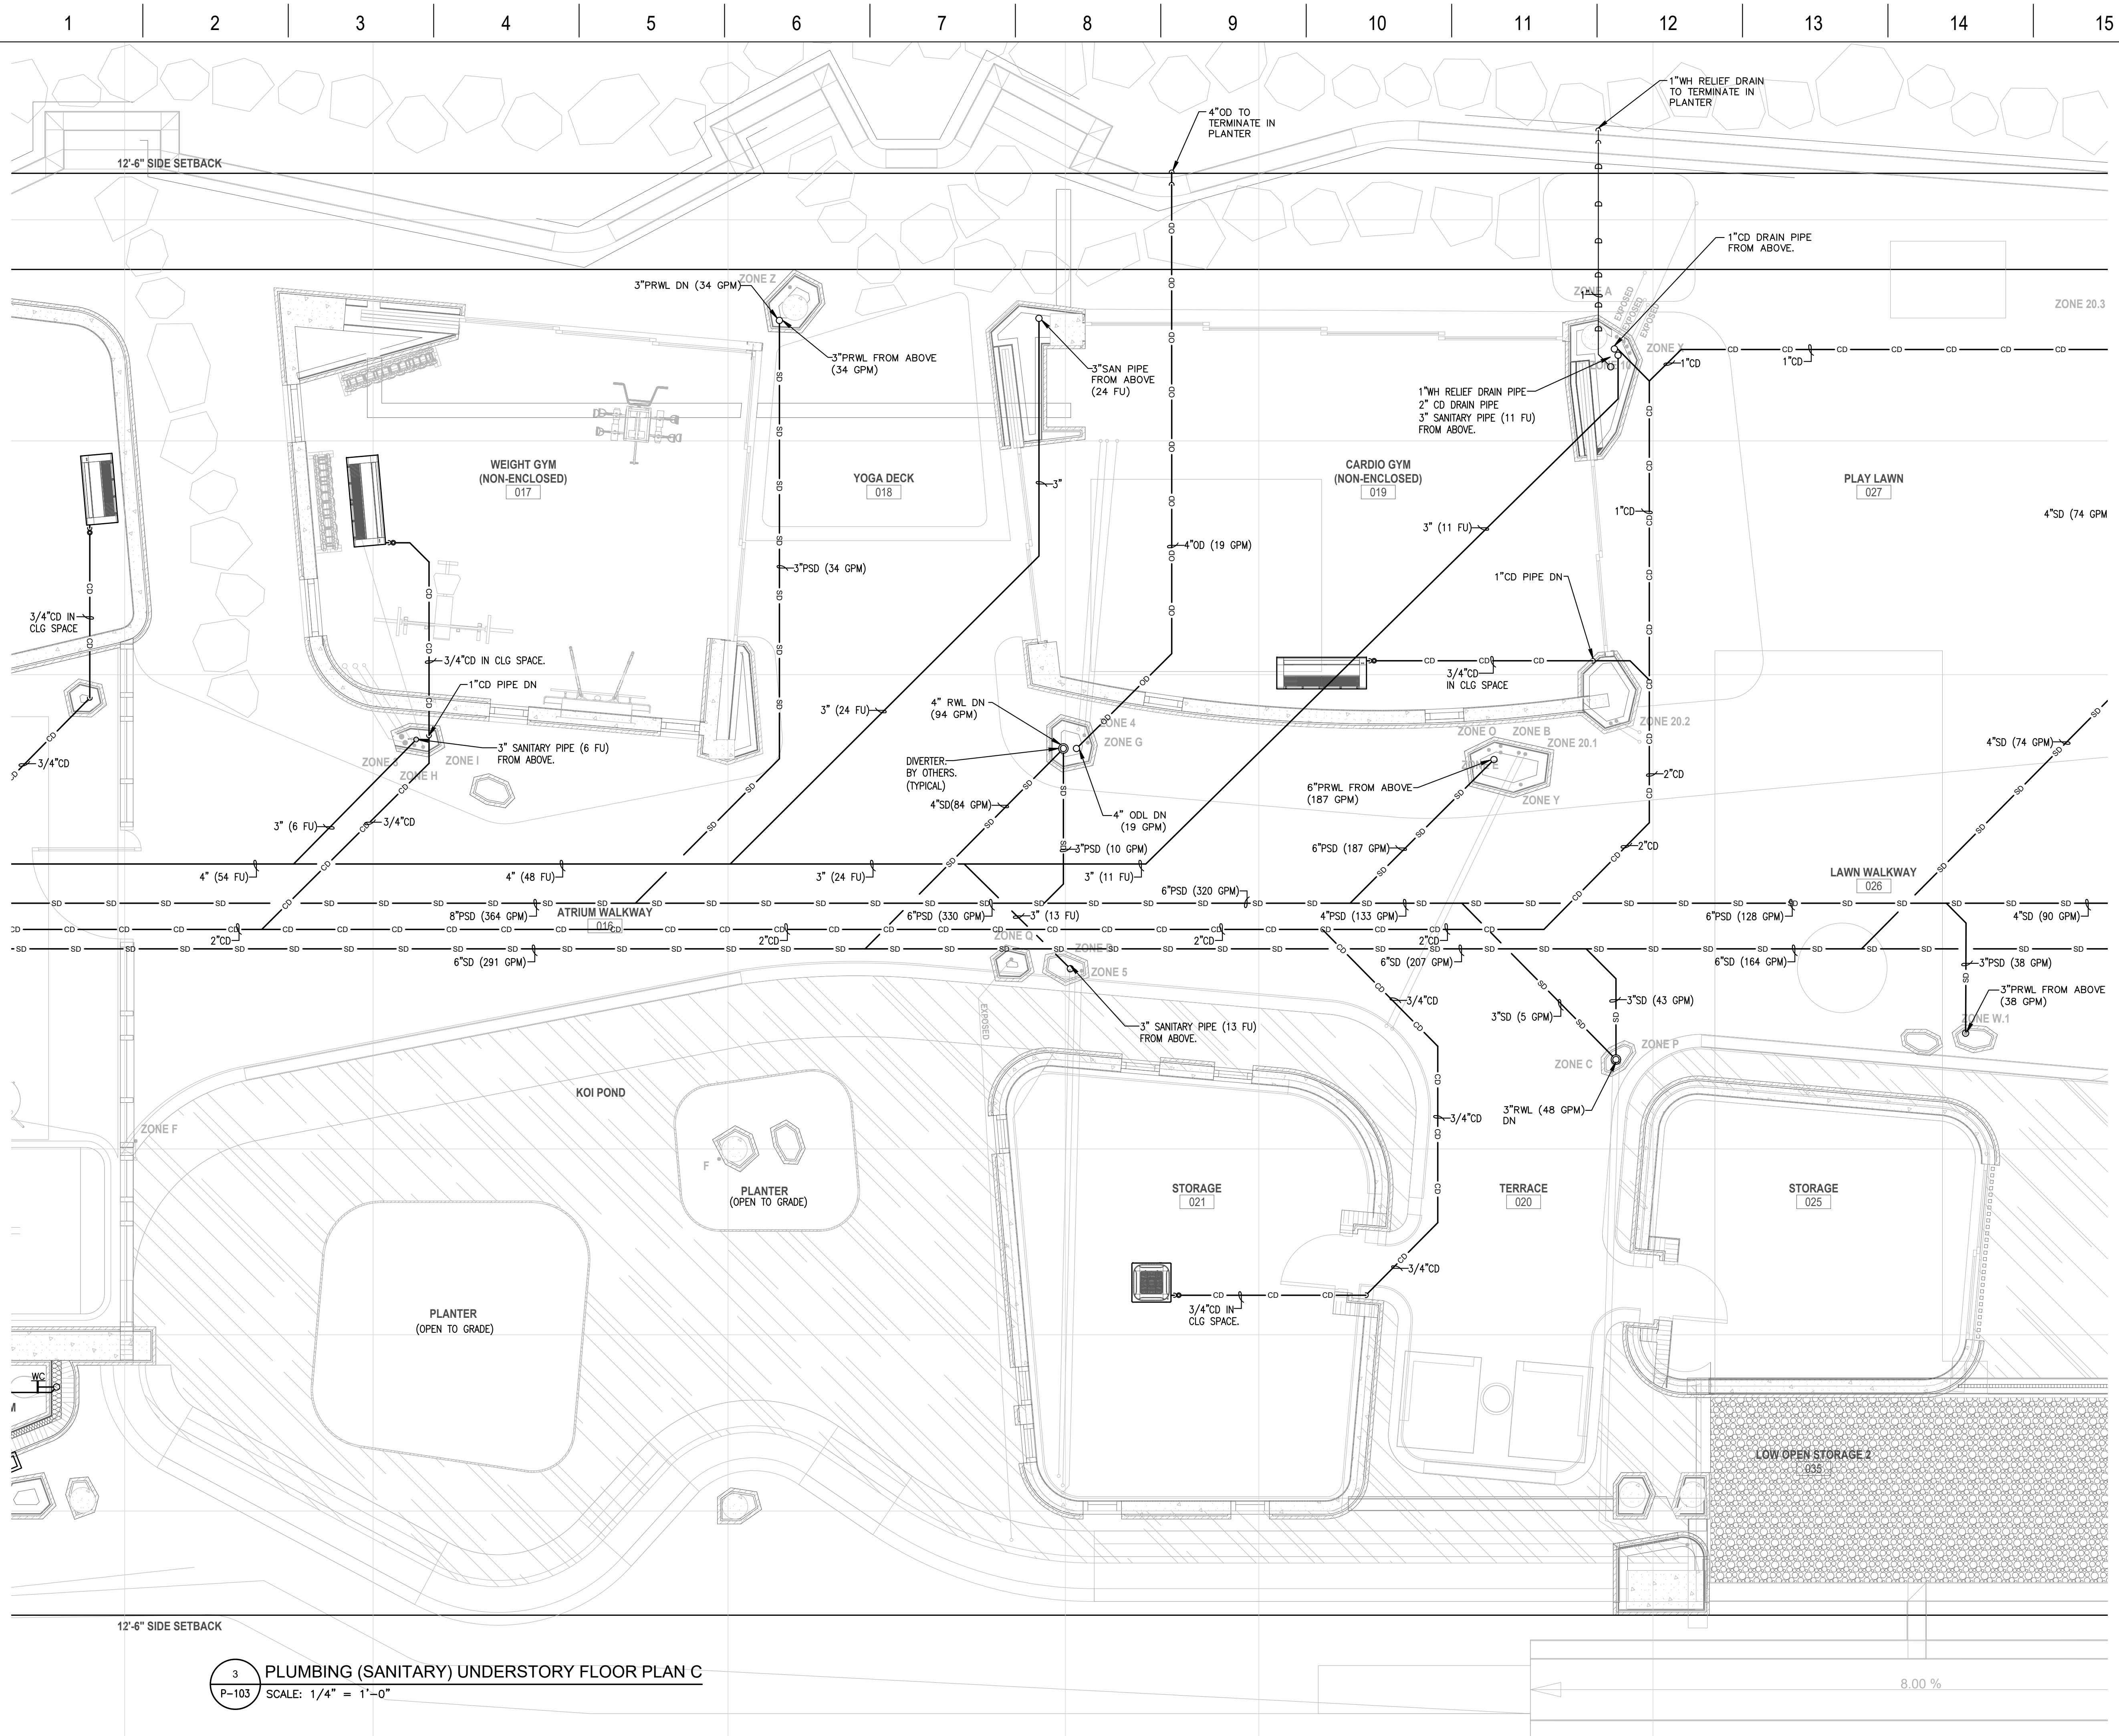 1 2 3 4 5 6 7 8 9 10 11 12 13 14 15
1"WH RELIEF DRAIN
TO TERMINATE IN
PLANTER
4"OD TO
TERMINATE IN
PLANTER
12'-6" SIDE SETBACK
1"CD DRAIN PIPE
FROM ABOVE.
3"PRWL DN (34 GPM)
ZONE Z
ZONE A
1"
EXPOSED
EXPOSED
EXPOSED
ZONE 20.3
3"PRWL FROM ABOVE
(34 GPM)
3"SAN PIPE
FROM ABOVE
(24 FU)
ZONE X
1"CD
1"CD
1"WH RELIEF DRAIN PIPE
2" CD DRAIN PIPE
3" SANITARY PIPE (11 FU)
FROM ABOVE.
WEIGHT GYM
(NON-ENCLOSED)
017
YOGA DECK
018
3"
CARDIO GYM
(NON-ENCLOSED)
019
PLAY LAWN
027
3" (11 FU)
1"CD
4"SD (74 GPM
4"OD (19 GPM)
3"PSD (34 GPM)
1"CD PIPE DN
3/4"CD IN
CLG SPACE
3/4"CD IN CLG SPACE.
3/4"CD
IN CLG SPACE
1"CD PIPE DN
3" (24 FU)
4" RWL DN
(94 GPM)
ZONE 4
ZONE G
ZONE 20.2
ZONE O
ZONE B
ZONE 20.1
ZONE E
ZONE Y
3" SANITARY PIPE (6 FU)
FROM ABOVE.
ZONE 3
ZONE H
ZONE I
3/4"CD
DIVERTER.
BY OTHERS.
(TYPICAL)
4"SD (74 GPM)
2"CD
6"PRWL FROM ABOVE
(187 GPM)
4"SD(84 GPM)
4" ODL DN
(19 GPM)
3" (6 FU)
3/4"CD
3"PSD (10 GPM)
6"PSD (187 GPM)
2"CD
4" (54 FU)
4" (48 FU)
3" (24 FU)
3" (11 FU)
LAWN WALKWAY
026
6"PSD (320 GPM)
8"PSD (364 GPM)
ATRIUM WALKWAY
016
6"PSD (330 GPM)
3" (13 FU)
4"PSD (133 GPM)
6"PSD (128 GPM)
4"SD (90 GPM)
2"CD
2"CD
2"CD
2"CD
ZONE Q
ZONE D
ZONE 5
6"SD (291 GPM)
6"SD (207 GPM)
6"SD (164 GPM)
3"PSD (38 GPM)
3/4"CD
3"SD (43 GPM)
3"PRWL FROM ABOVE
(38 GPM)
3"SD (5 GPM)
EXPOSED
3" SANITARY PIPE (13 FU)
FROM ABOVE.
ZONE W.1
ZONE P
ZONE C
KOI POND
3/4"CD
3"RWL (48 GPM)
DN
ZONE F
F
PLANTER
(OPEN TO GRADE)
STORAGE
021
TERRACE
020
STORAGE
025
3/4"CD
3/4"CD IN
CLG SPACE.
PLANTER
(OPEN TO GRADE)
WC
M
LOW OPEN STORAGE 2
035
12'-6" SIDE SETBACK
3
P-103
PLUMBING (SANITARY) UNDERSTORY FLOOR PLAN C
SCALE: 1/4" = 1'-0"
8.00 %